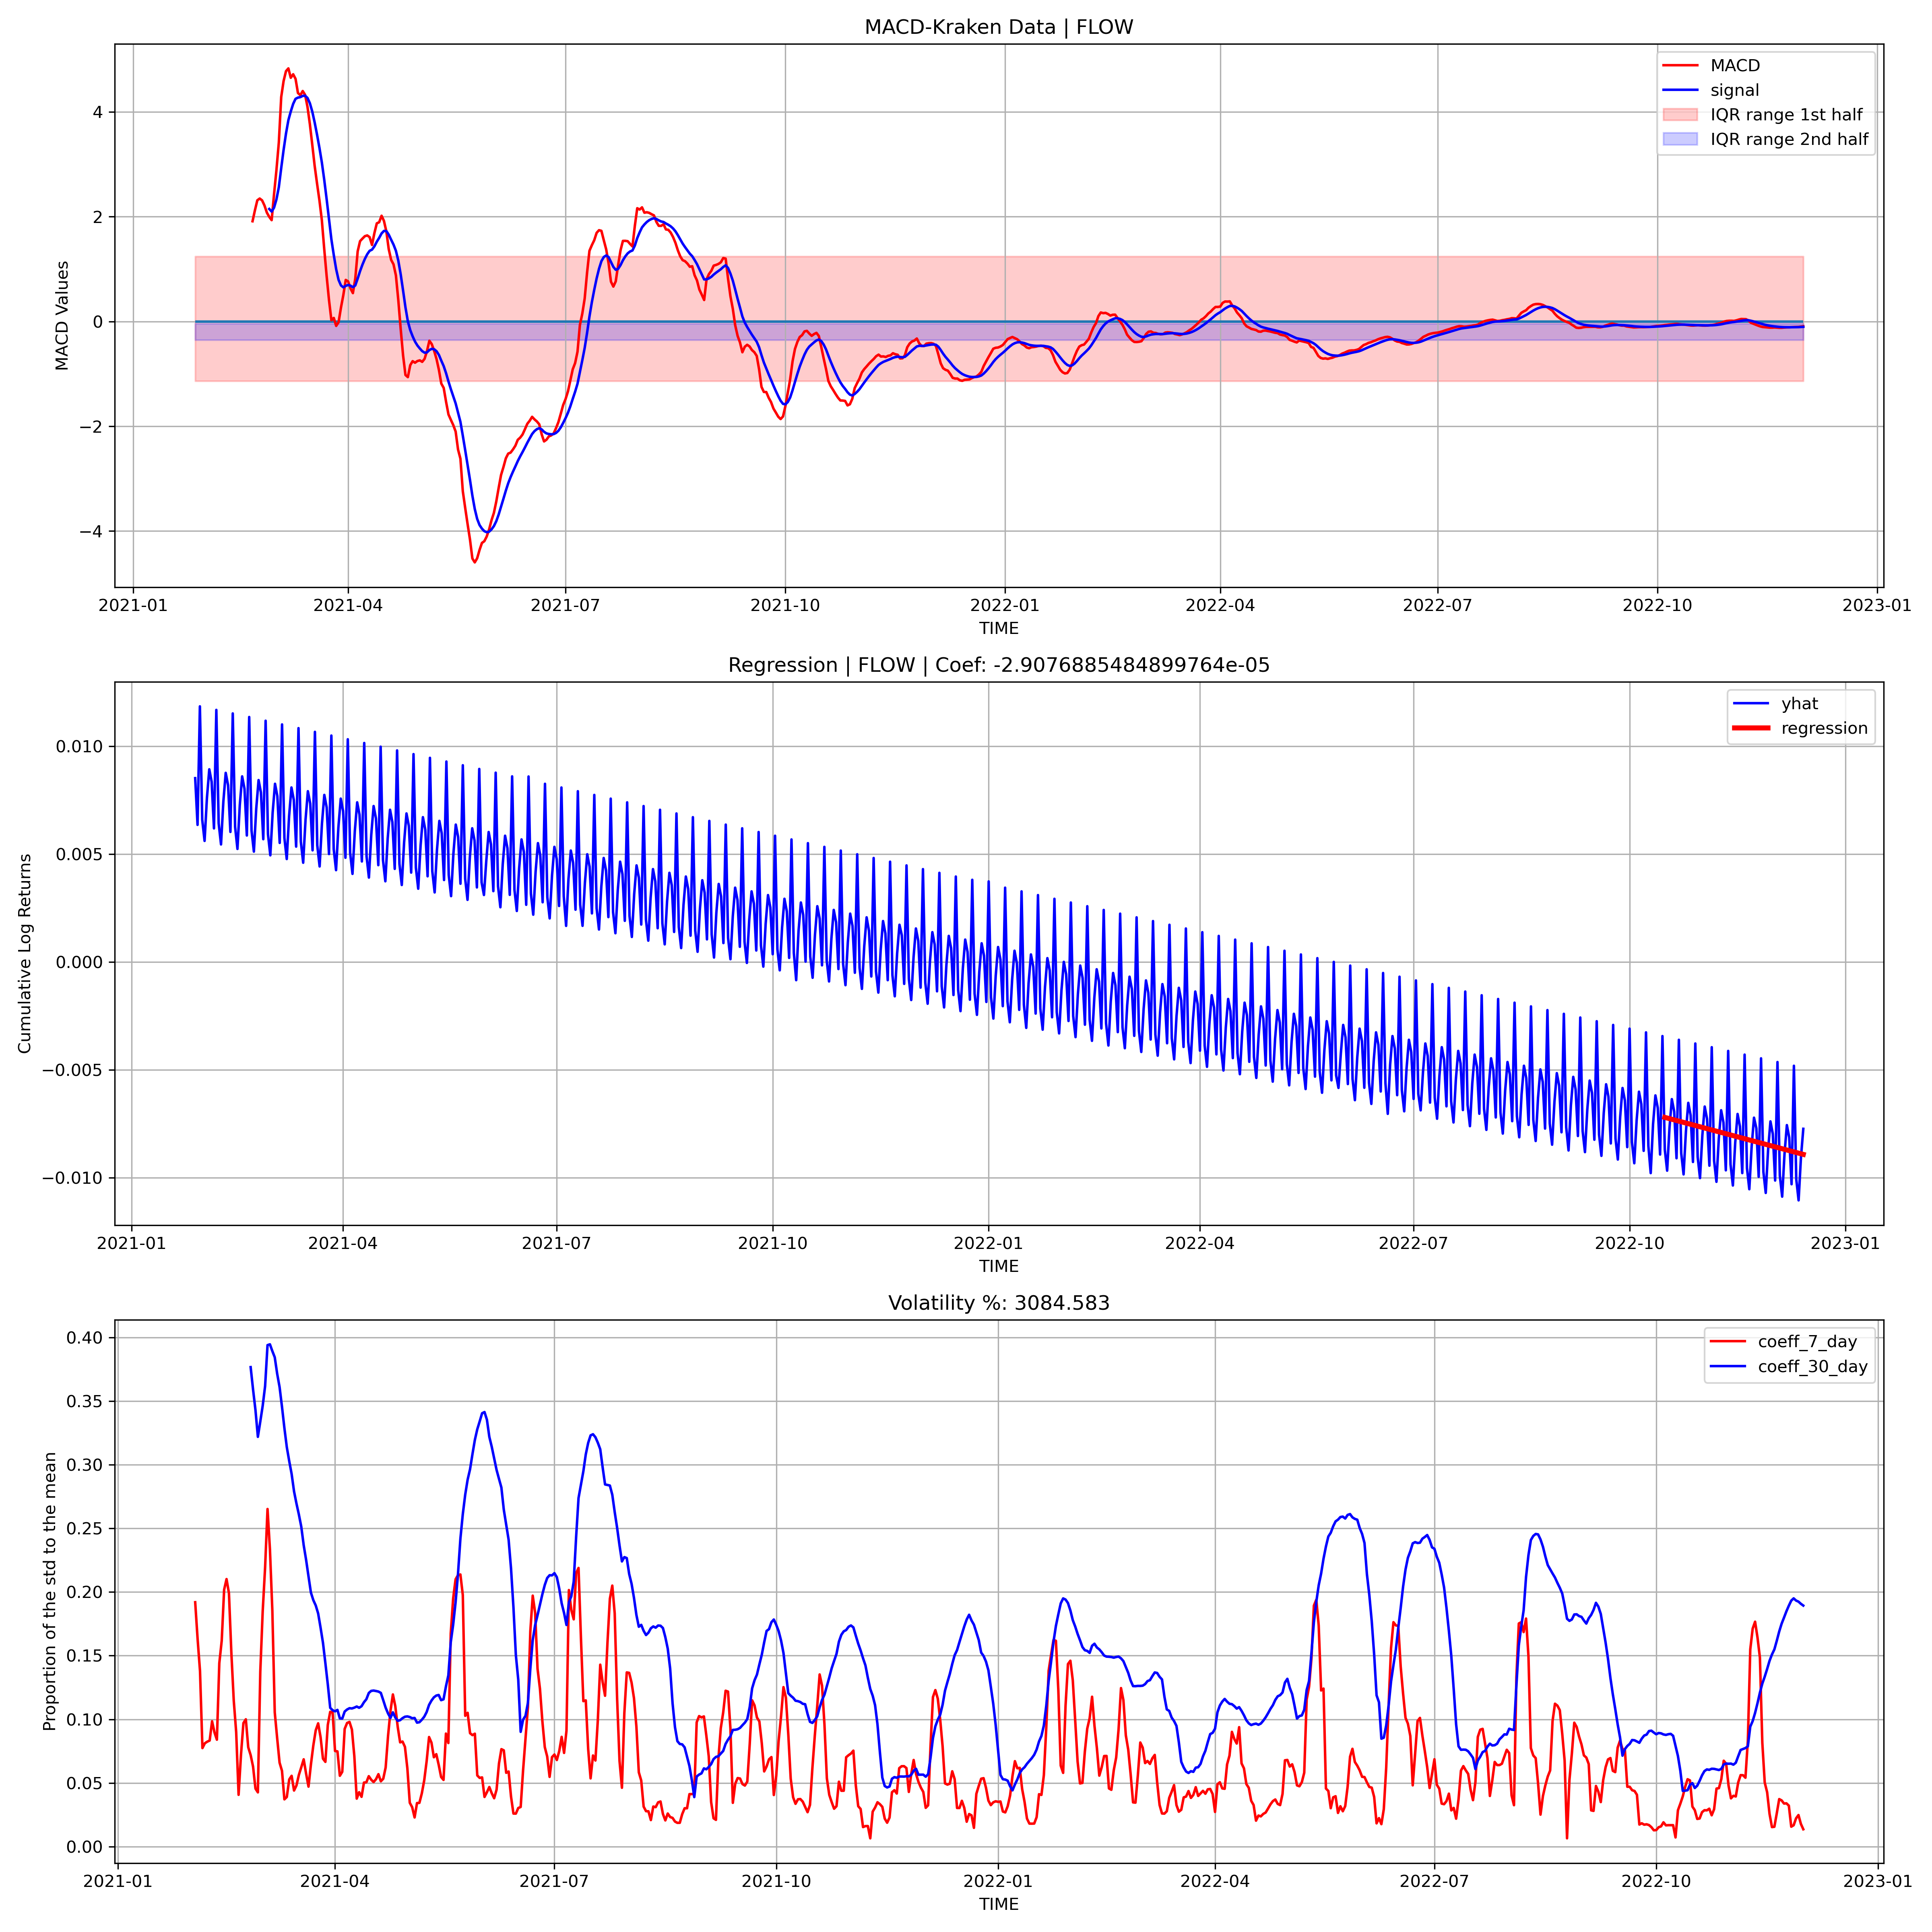 MACD-Kraken Data | FLOW
MACD Values
4
2
0
−2
−4
MACD
signal
IQR range 1st half
IQR range 2nd half
2021-01 2021-04 2021-07 2021-10 2022-01 2022-04 2022-07 2022-10 2023-01
TIME
Regression | FLOW | Coef: -2.9076885484899764e-05
Cumulative Log Returns
0.010
0.005
0.000
−0.005
−0.010
yhat
regression
2021-01 2021-04 2021-07 2021-10 2022-01 2022-04 2022-07 2022-10 2023-01
TIME
Volatility %: 3084.583
Proportion of the std to the mean
0.40
0.35
0.30
0.25
0.20
0.15
0.10
0.05
0.00
coeff_7_day
coeff_30_day
2021-01 2021-04 2021-07 2021-10 2022-01 2022-04 2022-07 2022-10 2023-01
TIME